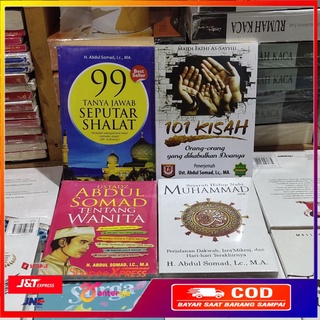 RUMAH KACA
H. Abdul Somad, Lc., MA.
Best Seller
99
TANYA JAWAB
SEPUTAR
SHALAT
MAJDI FATHI AS-SAYYID
101 KISAH
Orang-orang
yang dikabulkan Doanya
Penerjemah
Ust. Abdul Somad, Lc., MA
USTADZ
ABDUL
SOMAD
TENTANG
WANITA
H. ABDUL SOMAD, LC., M.A
Sejarah Hidup Nabi
MUHAMMAD
Perjalanan Dakwah, Isra/Mikraj, dan
Hari-hari Terakhirnya
H. Abdul Somad, Lc., M.A.
J&T EXPRESS
JNE
COD
BAYAR SAAT BARANG SAMPAI